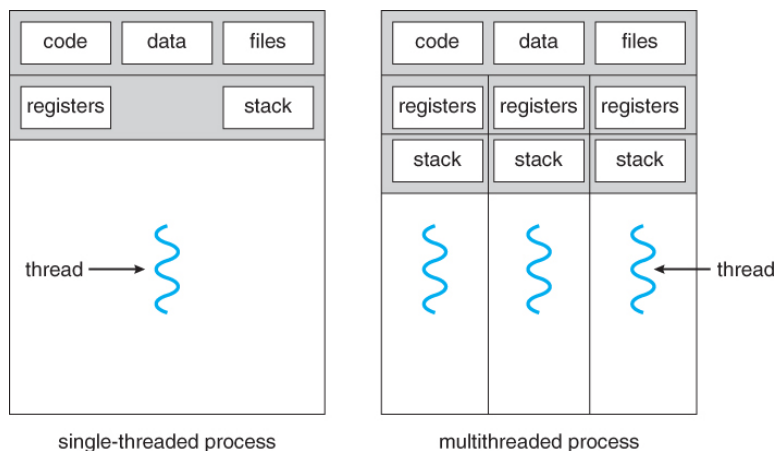 code data files
registers stack
thread
single-threaded process
code data files
registers registers registers
stack stack stack
thread
multithreaded process